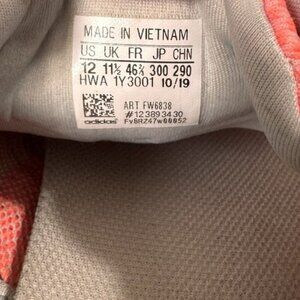 MADE IN VIETNAM
US UK FR JP CHN
12 11½ 46⅔ 300 290
HWA 1Y3001 10/19
ART FW6838
#123893430
adidas FvBRZ47w00052